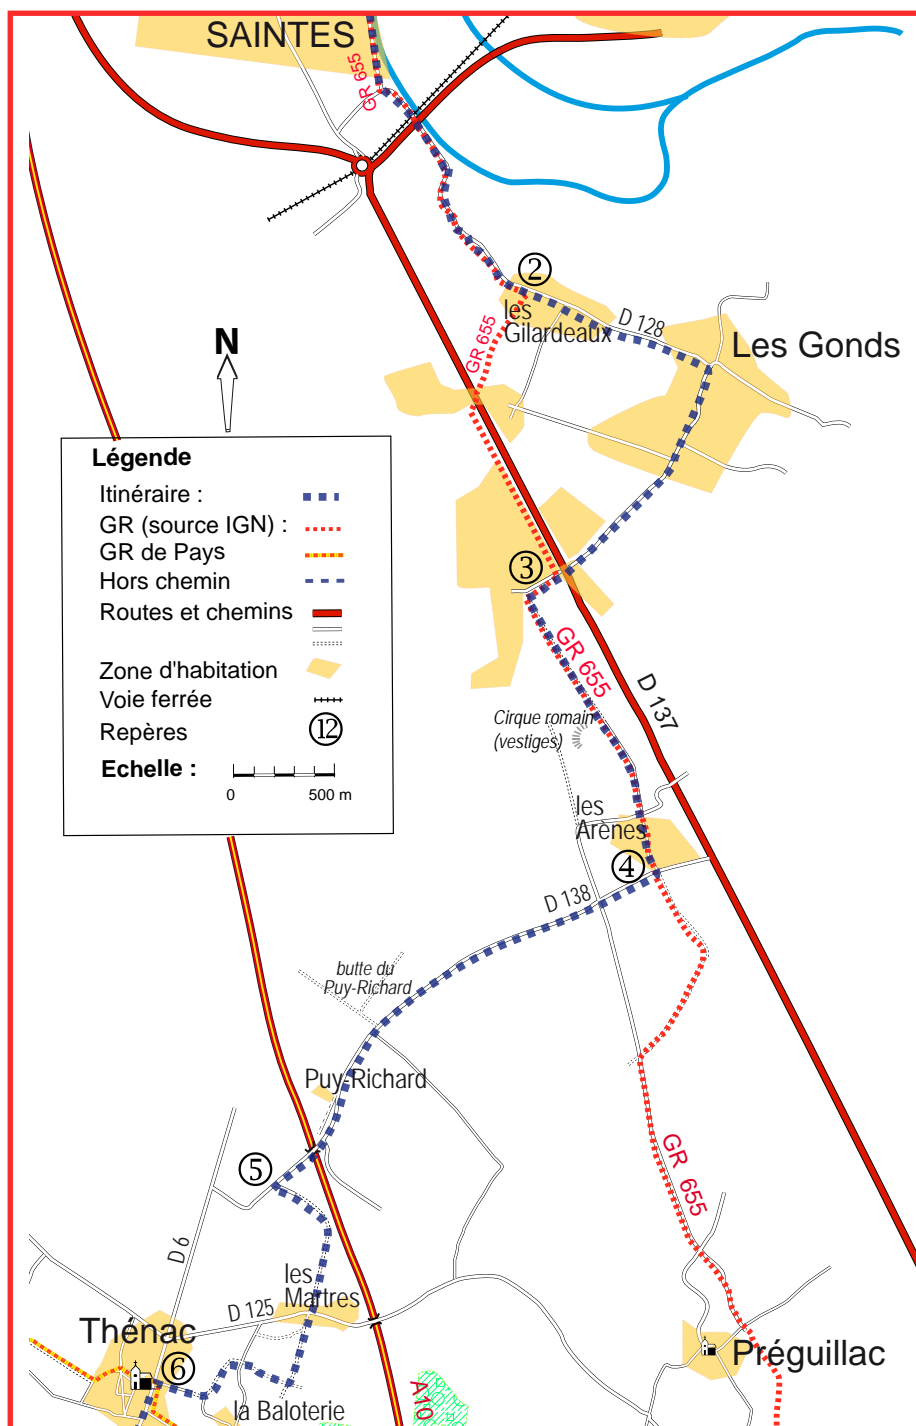 SAINTES
GR 655
②
les
Gilardeaux
D 128
GR 655
Les Gonds
N
Légende
Itinéraire :
GR (source IGN) :
GR de Pays
Hors chemin
Routes et chemins
Zone d'habitation
Voie ferrée
Repères
⑫
Echelle :
0
500 m
③
GR 655
D 137
Cirque romain
(vestiges)
les
Arènes
④
D 138
butte du
Puy-Richard
Puy-Richard
⑤
GR 655
D 6
les
Martres
D 125
Thénac
⑥
Préguillac
la Baloterie
A10